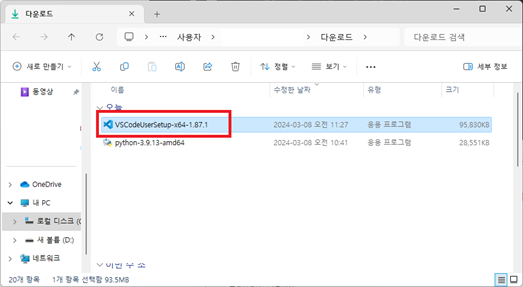 다운로드
사용자
다운로드
다운로드 검색
새로 만들기
정렬
보기
세부 정보
이름
수정한 날짜
유형
크기
동영상
오늘
VSCodeUserSetup-x64-1.87.1
2024-03-08 오전 11:27
응용 프로그램
95,830KB
python-3.9.13-amd64
2024-03-08 오전 10:41
응용 프로그램
28,551KB
OneDrive
내 PC
로컬 디스크 (
새 볼륨 (D:)
네트워크
이번 주 초
20개 항목
1개 항목 선택함 93.5MB